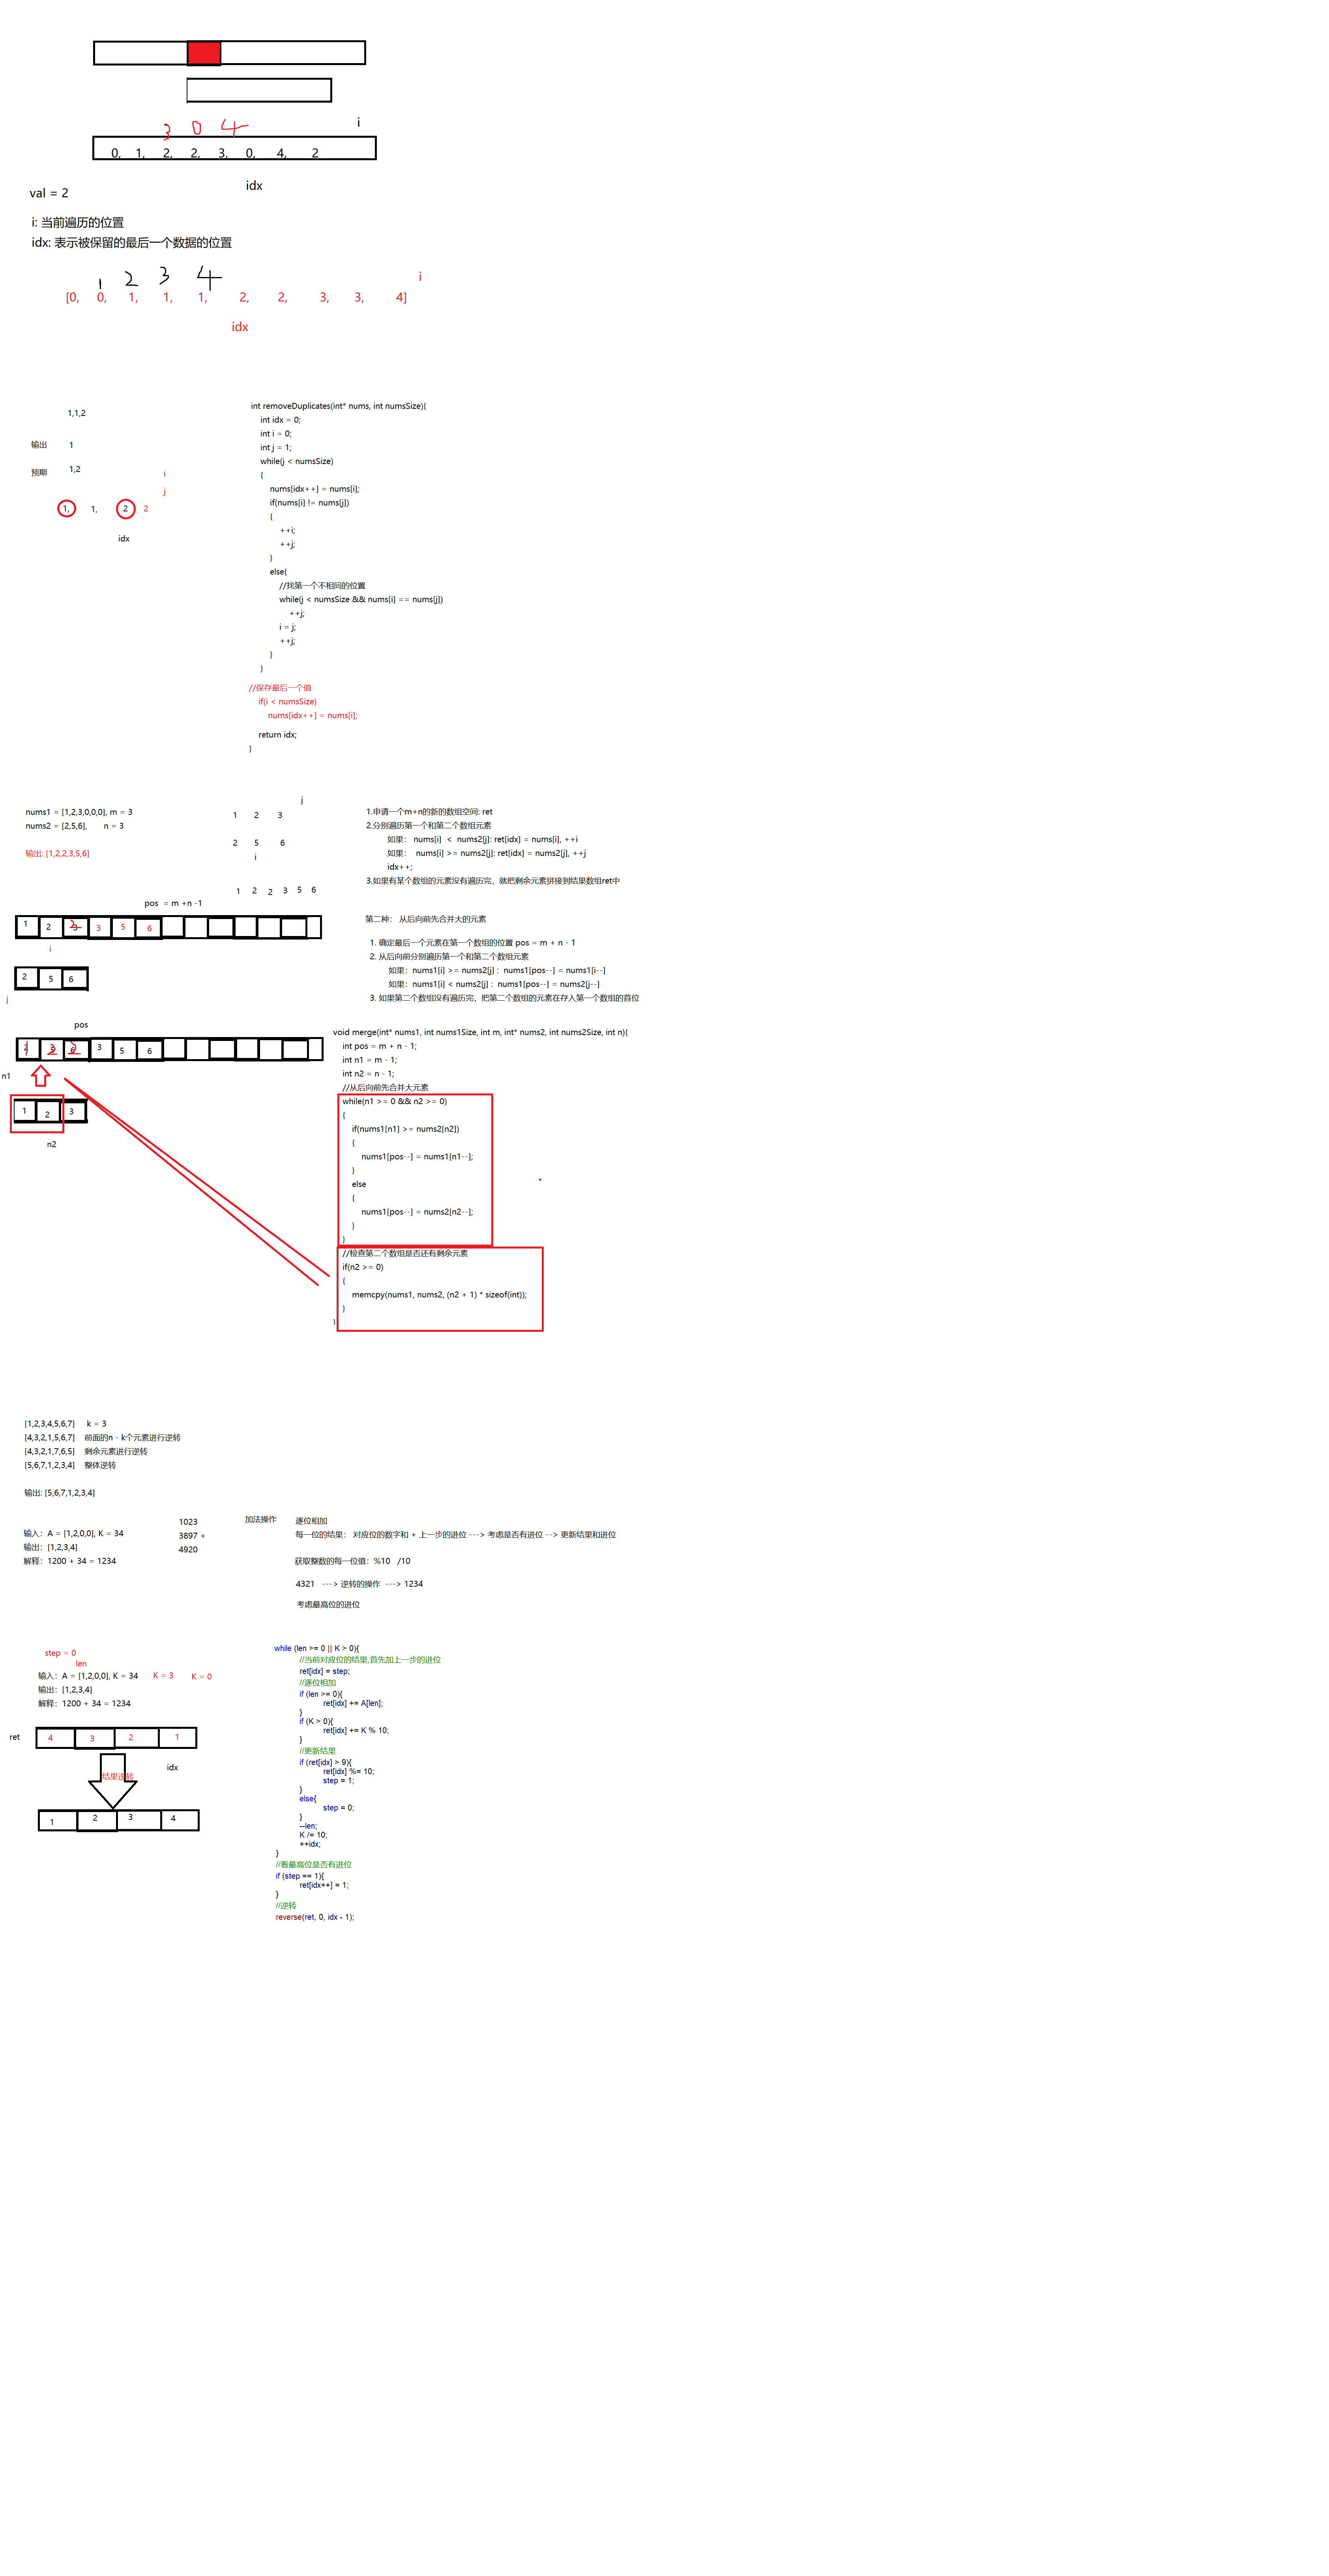 3 0 4
i
0, 1, 2, 2, 3, 0, 4, 2
idx
val = 2
i: 当前遍历的位置
idx: 表示被保留的最后一个数据的位置
1 2 3 4
i
[0, 0, 1, 1, 1, 2, 2, 3, 3, 4]
idx
1,1,2
输出 1
预期 1,2
i
j
1, 1, 2 2
idx
int removeDuplicates(int* nums, int numsSize){
int idx = 0;
int i = 0;
int j = 1;
while(j < numsSize)
{
nums[idx++] = nums[i];
if(nums[i] != nums[j])
{
++i;
++j;
}
else{
//找第一个不相同的位置
while(j < numsSize && nums[i] == nums[j])
++j;
i = j;
++j;
}
}
//保存最后一个值
if(i < numsSize)
nums[idx++] = nums[i];
return idx;
}
nums1 = [1,2,3,0,0,0], m = 3
nums2 = [2,5,6], n = 3
输出: [1,2,2,3,5,6]
j
1 2 3
2 5 6
i
1 2 2 3 5 6
1.申请一个m+n的新的数组空间: ret
2.分别遍历第一个和第二个数组元素
如果： nums[i] < nums2[j]: ret[idx] = nums[i], ++i
如果： nums[i] >= nums2[j]: ret[idx] = nums2[j], ++j
idx++;
3.如果有某个数组的元素没有遍历完，就把剩余元素拼接到结果数组ret中
pos = m +n -1
1 2 3 2 3 5 6
i
2 5 6
j
第二种： 从后向前先合并大的元素
1. 确定最后一个元素在第一个数组的位置 pos = m + n - 1
2. 从后向前分别遍历第一个和第二个数组元素
如果：nums1[i] >= nums2[j] : nums1[pos--] = nums1[i--]
如果：nums1[i] < nums2[j] : nums1[pos--] = nums2[j--]
3. 如果第二个数组没有遍历完，把第二个数组的元素在存入第一个数组的首位
pos
3 5 6
n1
1 2 3
n2
void merge(int* nums1, int nums1Size, int m, int* nums2, int nums2Size, int n){
int pos = m + n - 1;
int n1 = m - 1;
int n2 = n - 1;
//从后向前先合并大元素
while(n1 >= 0 && n2 >= 0)
{
if(nums1[n1] >= nums2[n2])
{
nums1[pos--] = nums1[n1--];
}
else
{
nums1[pos--] = nums2[n2--];
}
}
//检查第二个数组是否还有剩余元素
if(n2 >= 0)
{
memcpy(nums1, nums2, (n2 + 1) * sizeof(int));
}
}
[1,2,3,4,5,6,7] k = 3
[4,3,2,1,5,6,7] 前面的n - k个元素进行逆转
[4,3,2,1,7,6,5] 剩余元素进行逆转
[5,6,7,1,2,3,4] 整体逆转
输出: [5,6,7,1,2,3,4]
输入：A = [1,2,0,0], K = 34
输出：[1,2,3,4]
解释：1200 + 34 = 1234
1023
3897 +
4920
加法操作
逐位相加
每一位的结果： 对应位的数字和 + 上一步的进位 ---> 考虑是否有进位 --> 更新结果和进位
获取整数的每一位值：%10 /10
4321 ---> 逆转的操作 ---> 1234
考虑最高位的进位
step = 0
len
输入：A = [1,2,0,0], K = 34 K = 3 K = 0
输出：[1,2,3,4]
解释：1200 + 34 = 1234
ret 4 3 2 1
idx
结果逆转
1 2 3 4
while (len >= 0 || K > 0){
//当前对应位的结果,首先加上一步的进位
ret[idx] = step;
//逐位相加
if (len >= 0){
ret[idx] += A[len];
}
if (K > 0){
ret[idx] += K % 10;
}
//更新结果
if (ret[idx] > 9){
ret[idx] %= 10;
step = 1;
}
else{
step = 0;
}
--len;
K /= 10;
++idx;
}
//看最高位是否有进位
if (step == 1){
ret[idx++] = 1;
}
//逆转
reverse(ret, 0, idx - 1);